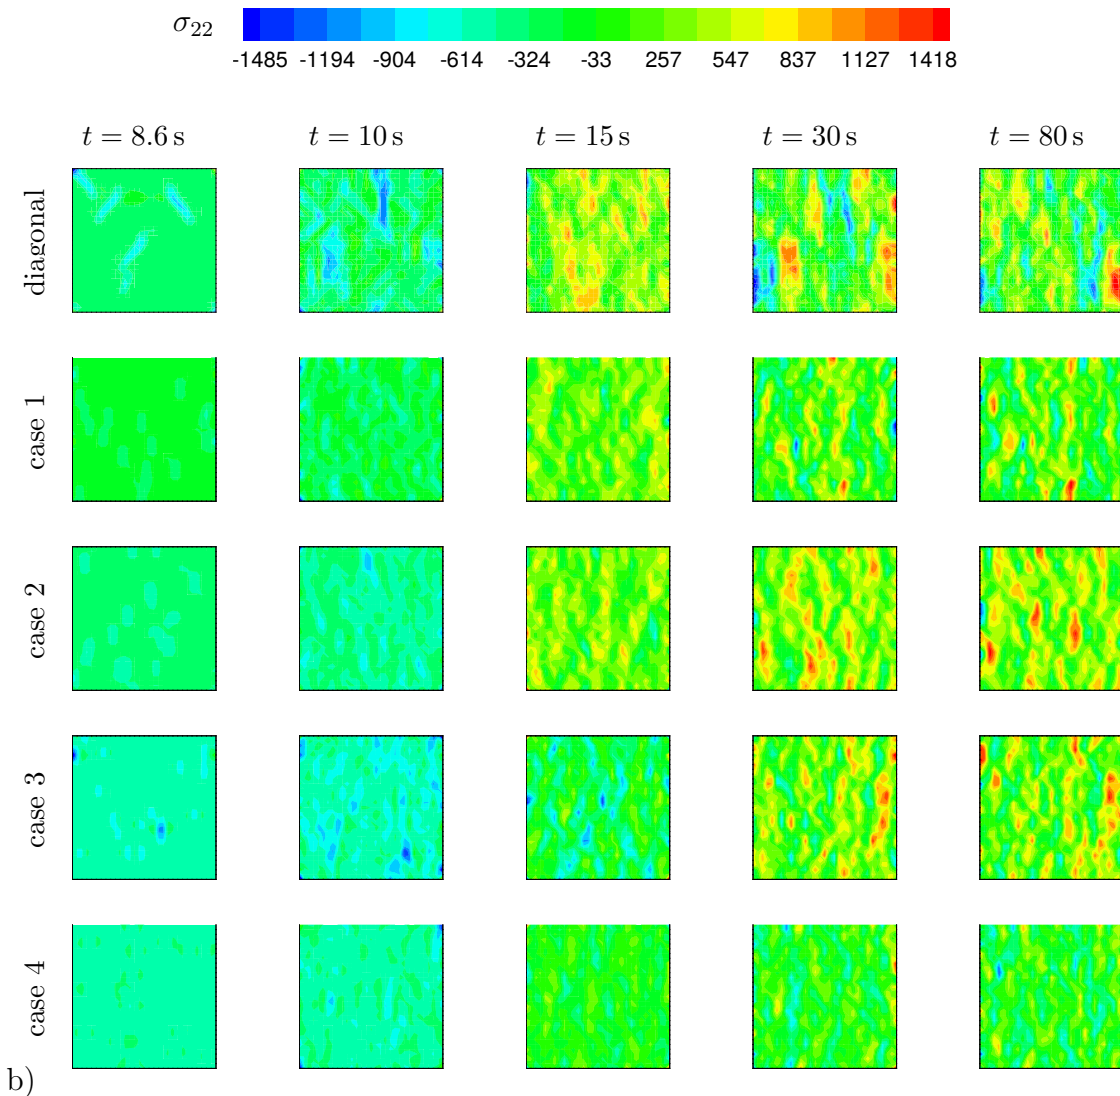 σ22
-1485 -1194 -904 -614 -324 -33 257 547 837 1127 1418
t = 8.6 s t = 10 s t = 15 s t = 30 s t = 80 s
diagonal
case 1
case 2
case 3
case 4
b)